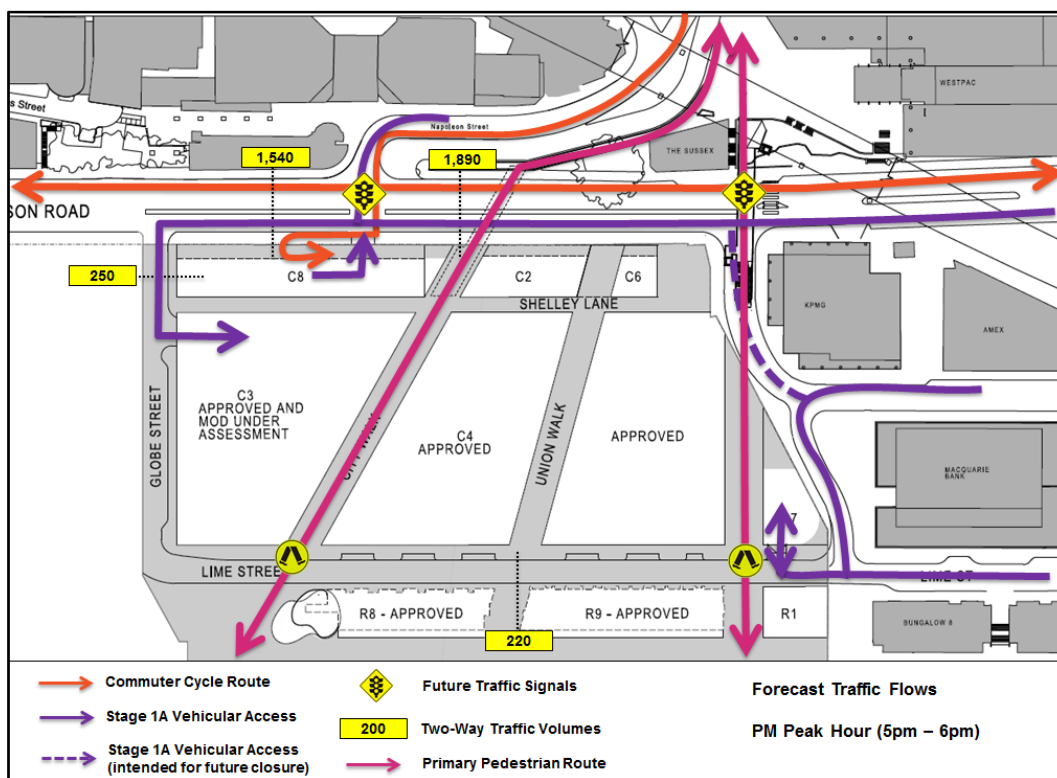 s Street
Napoleon Street
WESTPAC
THE SUSSEX
1,540
1,890
SON ROAD
250
C8
C2
C6
SHELLEY LANE
KPMG
AMEX
GLOBE STREET
C3
APPROVED AND
MOD UNDER
ASSESSMENT
CITY WALK
C4
APPROVED
UNION WALK
APPROVED
MACQUARIE
BANK
7
LIME STREET
LIME ST
R8 - APPROVED
R9 - APPROVED
R1
BUNGALOW 8
220
Commuter Cycle Route
Future Traffic Signals
Forecast Traffic Flows
Stage 1A Vehicular Access
200
Two-Way Traffic Volumes
PM Peak Hour (5pm – 6pm)
Stage 1A Vehicular Access
(intended for future closure)
Primary Pedestrian Route